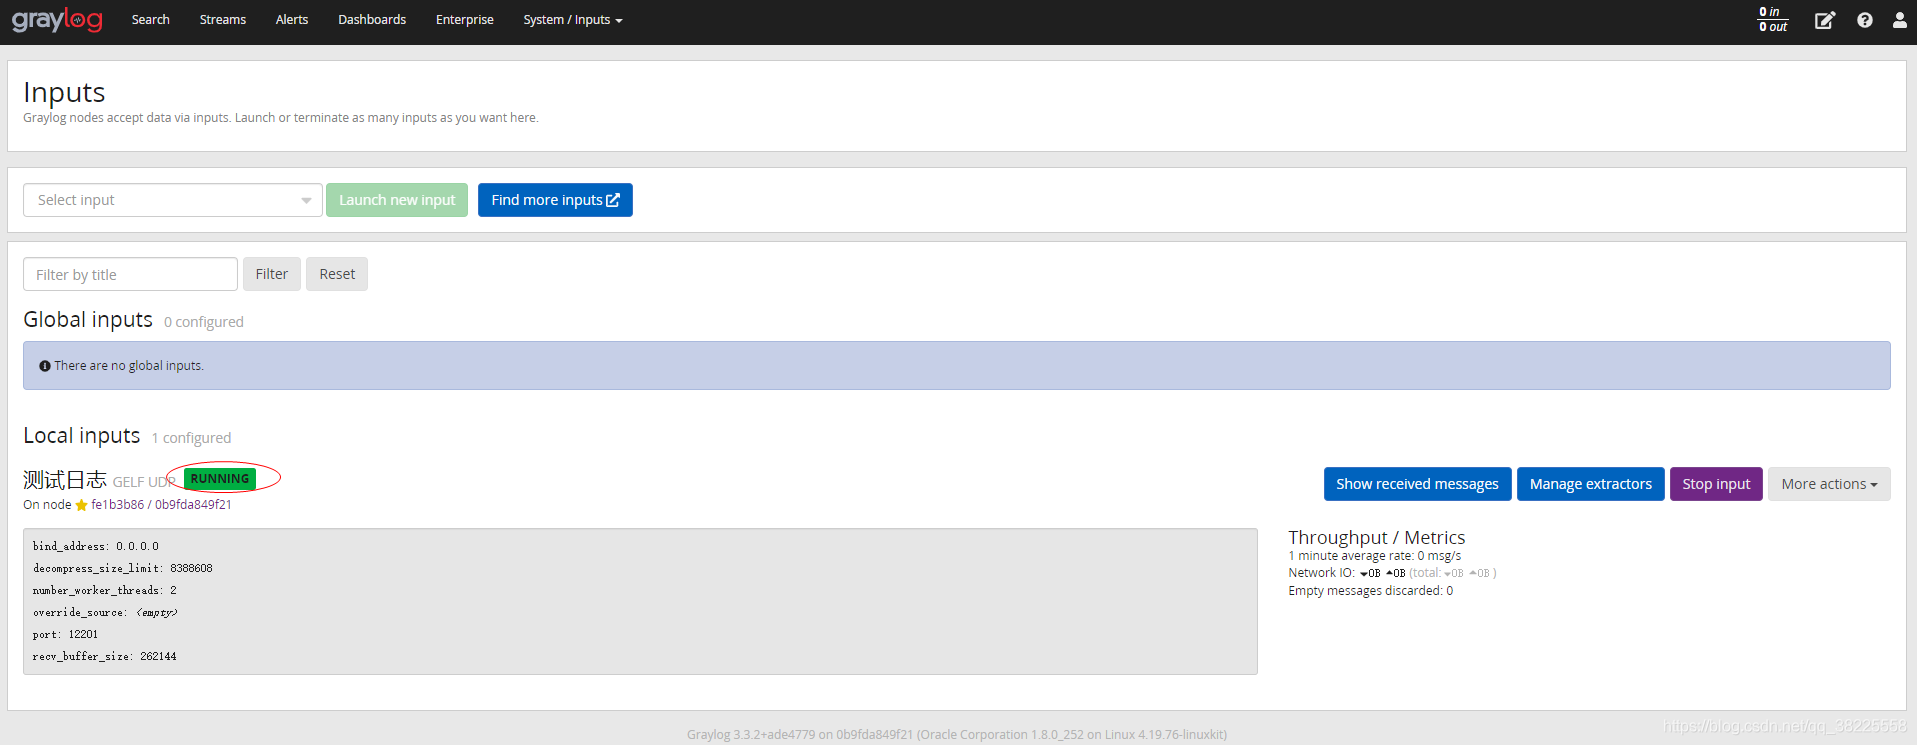 graylog Search Streams Alerts Dashboards Enterprise System / Inputs 0 in
0 out
Inputs
Graylog nodes accept data via inputs. Launch or terminate as many inputs as you want here.
Select input Launch new input Find more inputs
Filter by title Filter Reset
Global inputs 0 configured
There are no global inputs.
Local inputs 1 configured
测试日志 GELF UDP RUNNING
On node fe1b3b86 / 0b9fda849f21
Show received messages Manage extractors Stop input More actions
bind_address: 0.0.0.0
decompress_size_limit: 8388608
number_worker_threads: 2
override_source: <empty>
port: 12201
recv_buffer_size: 262144
Throughput / Metrics
1 minute average rate: 0 msg/s
Network IO: 0B 0B (total: 0B 0B )
Empty messages discarded: 0
Graylog 3.3.2+ade4779 on 0b9fda849f21 (Oracle Corporation 1.8.0_252 on Linux 4.19.76-linuxkit)
https://blog.csdn.net/qq_38225558